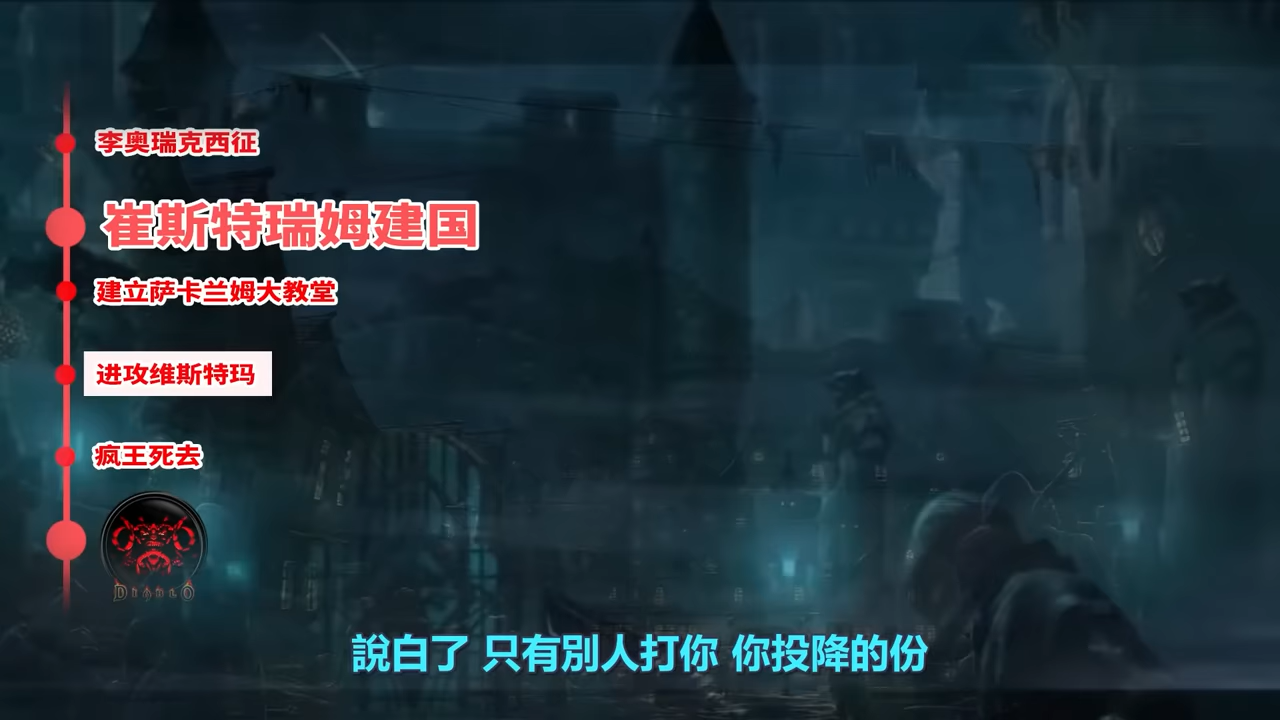 李奥瑞克西征
崔斯特瑞姆建国
建立萨卡兰姆大教堂
进攻维斯特玛
疯王死去
DIABLO
說白了 只有別人打你 你投降的份